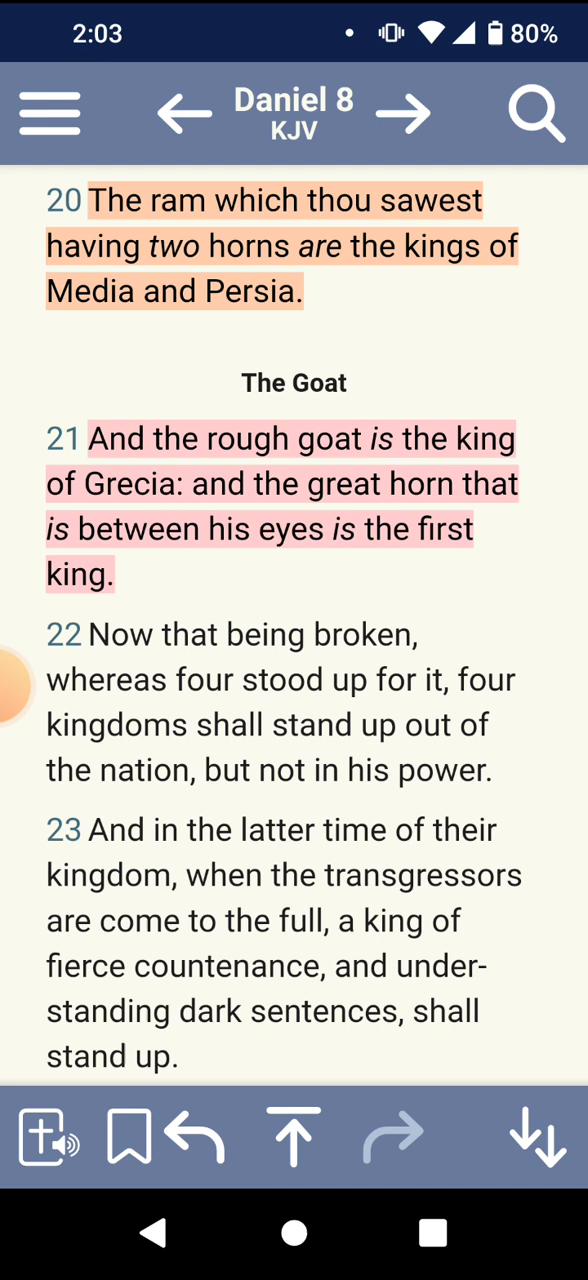 2:03
80%
Daniel 8
KJV
20 The ram which thou sawest
having two horns are the kings of
Media and Persia.
The Goat
21 And the rough goat is the king
of Grecia: and the great horn that
is between his eyes is the first
king.
22 Now that being broken,
whereas four stood up for it, four
kingdoms shall stand up out of
the nation, but not in his power.
23 And in the latter time of their
kingdom, when the transgressors
are come to the full, a king of
fierce countenance, and under-
standing dark sentences, shall
stand up.